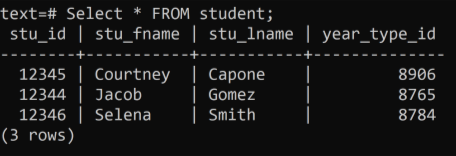 text=# Select * FROM student;
 stu_id | stu_fname | stu_lname | year_type_id
--------+-----------+-----------+--------------
  12345 | Courtney  | Capone    |         8906
  12344 | Jacob     | Gomez     |         8765
  12346 | Selena    | Smith     |         8784
(3 rows)